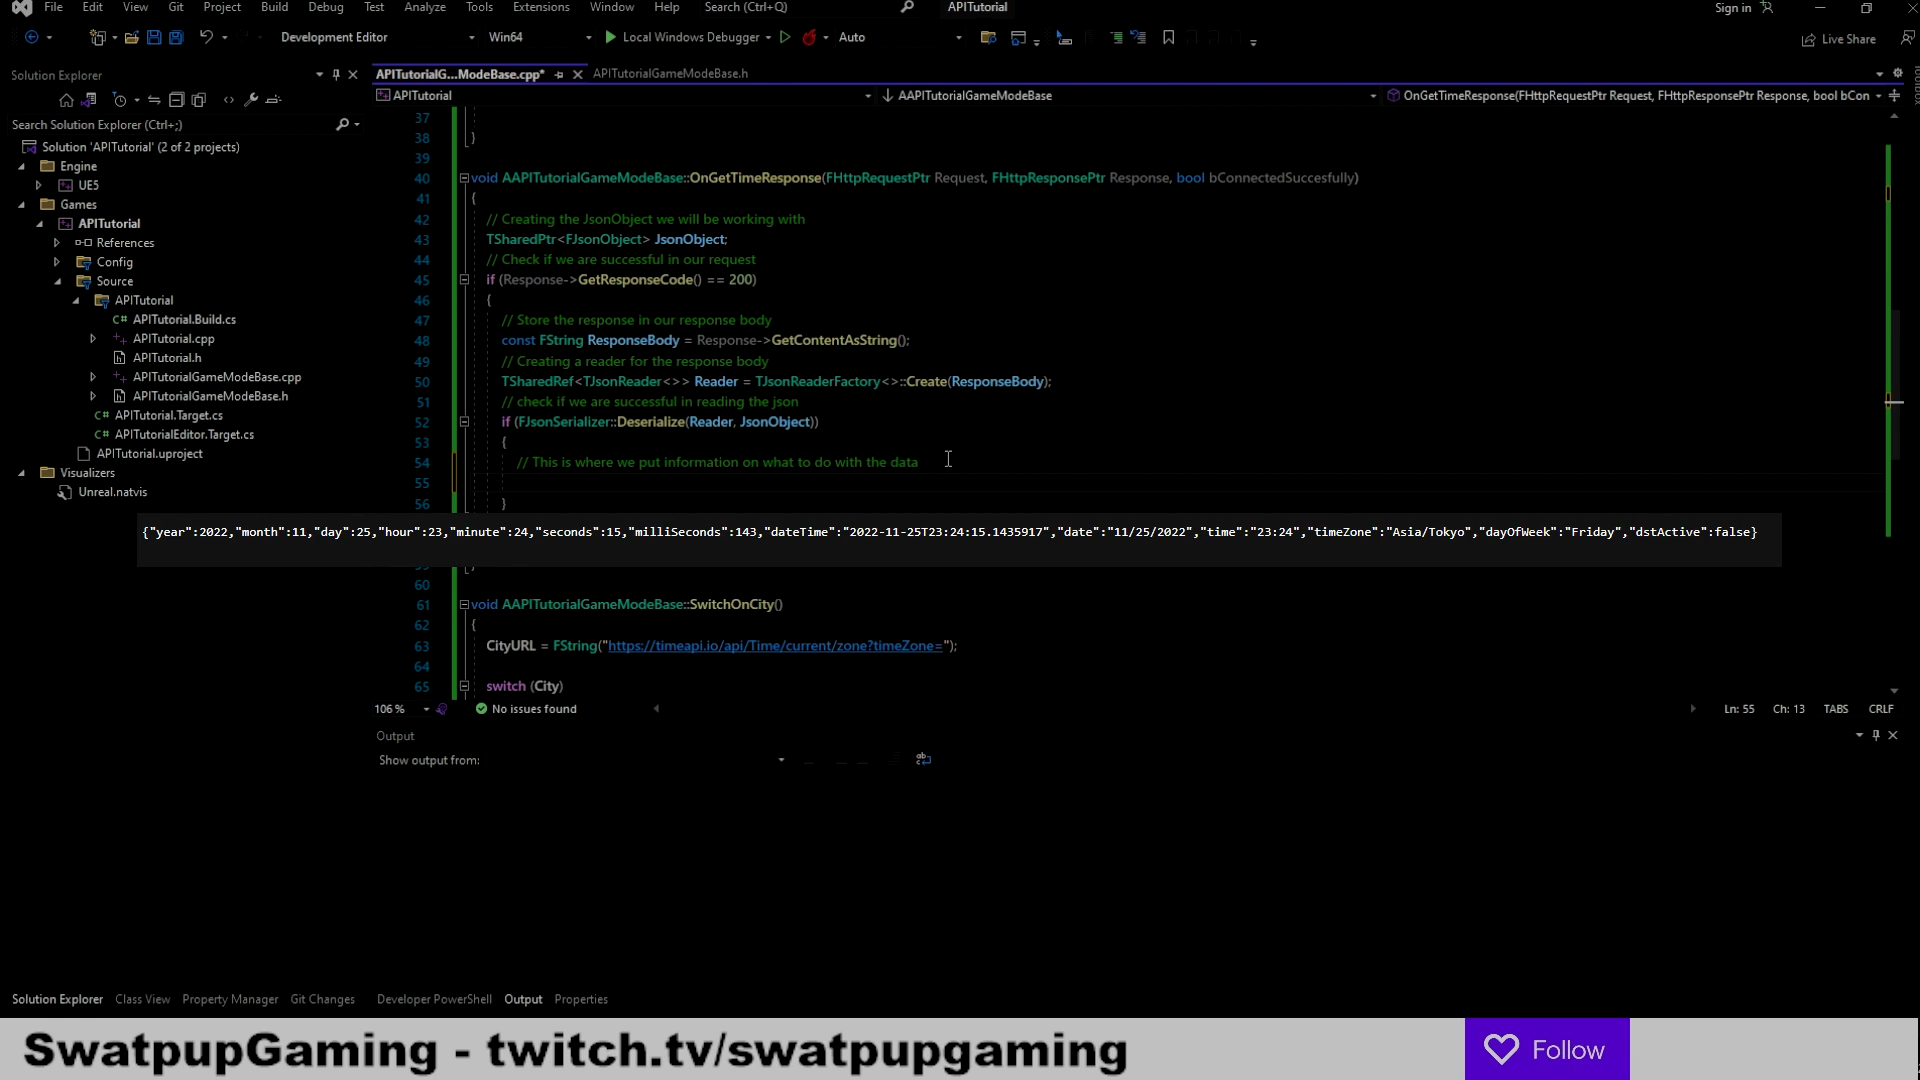 File Edit View Git Project Build Debug Test Analyze Tools Extensions Window Help Search (Ctrl+Q) APITutorial Sign in
Development Editor Win64 Local Windows Debugger Auto Live Share
Solution Explorer
Search Solution Explorer (Ctrl+;)
Solution 'APITutorial' (2 of 2 projects)
Engine
UE5
Games
APITutorial
References
Config
Source
APITutorial
C# APITutorial.Build.cs
++ APITutorial.cpp
APITutorial.h
++ APITutorialGameModeBase.cpp
APITutorialGameModeBase.h
C# APITutorial.Target.cs
C# APITutorialEditor.Target.cs
APITutorial.uproject
Visualizers
Unreal.natvis
APITutorialG...ModeBase.cpp* APITutorialGameModeBase.h
APITutorial AAPITutorialGameModeBase OnGetTimeResponse(FHttpRequestPtr Request, FHttpResponsePtr Response, bool bCon
37
38 }
39
40 void AAPITutorialGameModeBase::OnGetTimeResponse(FHttpRequestPtr Request, FHttpResponsePtr Response, bool bConnectedSuccesfully)
41 {
42 // Creating the JsonObject we will be working with
43 TSharedPtr<FJsonObject> JsonObject;
44 // Check if we are successful in our request
45 if (Response->GetResponseCode() == 200)
46 {
47 // Store the response in our response body
48 const FString ResponseBody = Response->GetContentAsString();
49 // Creating a reader for the response body
50 TSharedRef<TJsonReader<>> Reader = TJsonReaderFactory<>::Create(ResponseBody);
51 // check if we are successful in reading the json
52 if (FJsonSerializer::Deserialize(Reader, JsonObject))
53 {
54 // This is where we put information on what to do with the data
55
56 }
{"year":2022,"month":11,"day":25,"hour":23,"minute":24,"seconds":15,"milliSeconds":143,"dateTime":"2022-11-25T23:24:15.1435917","date":"11/25/2022","time":"23:24","timeZone":"Asia/Tokyo","dayOfWeek":"Friday","dstActive":false}
60
61 void AAPITutorialGameModeBase::SwitchOnCity()
62 {
63 CityURL = FString("https://timeapi.io/api/Time/current/zone?timeZone=");
64
65 switch (City)
106 % No issues found Ln: 55 Ch: 13 TABS CRLF
Output
Show output from:
Solution Explorer Class View Property Manager Git Changes Developer PowerShell Output Properties
SwatpupGaming - twitch.tv/swatpupgaming Follow